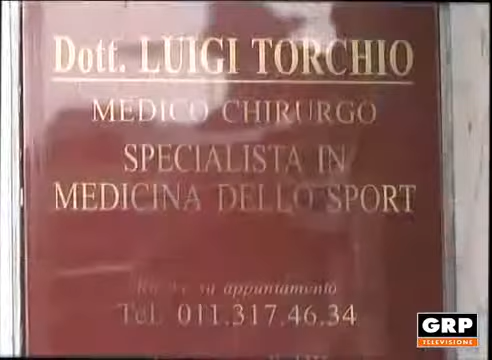 Dott. LUIGI TORCHIO
MEDICO CHIRURGO
SPECIALISTA IN
MEDICINA DELLO SPORT
su appuntamento
Tel. 011.317.46.34
GRP
TELEVISIONE